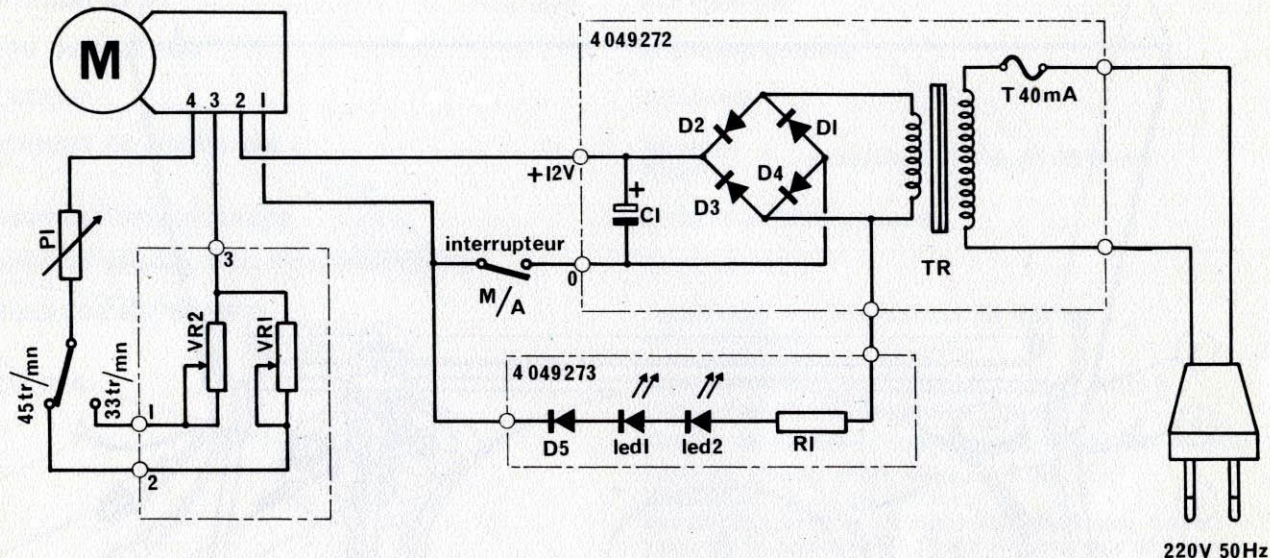 M
4 3 2 1
4 049272
T 40mA
D2
D1
+12V
D4
D3
+
C1
TR
interrupteur
0
M/A
P1
3
VR2
VR1
45tr/mn
33tr/mn
1
2
4 049273
D5
led1
led2
R1
220V 50Hz